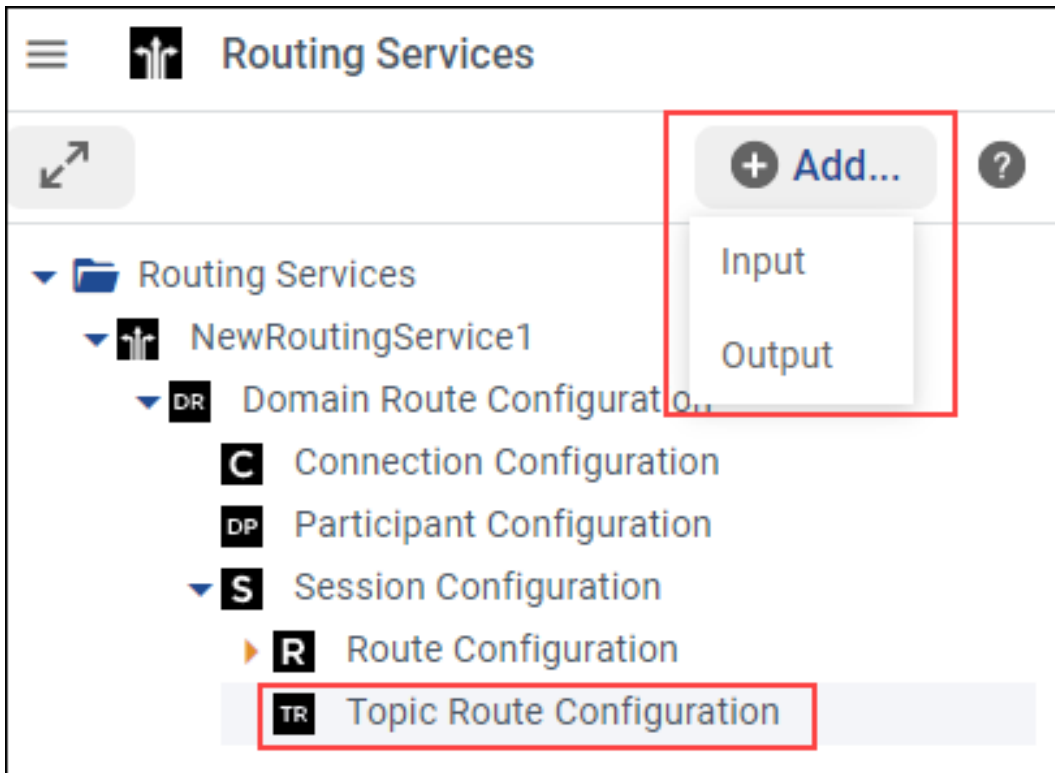 Routing Services
Add...
?
Input
Output
Routing Services
NewRoutingService1
DR Domain Route Configuration
C Connection Configuration
DP Participant Configuration
S Session Configuration
R Route Configuration
TR Topic Route Configuration